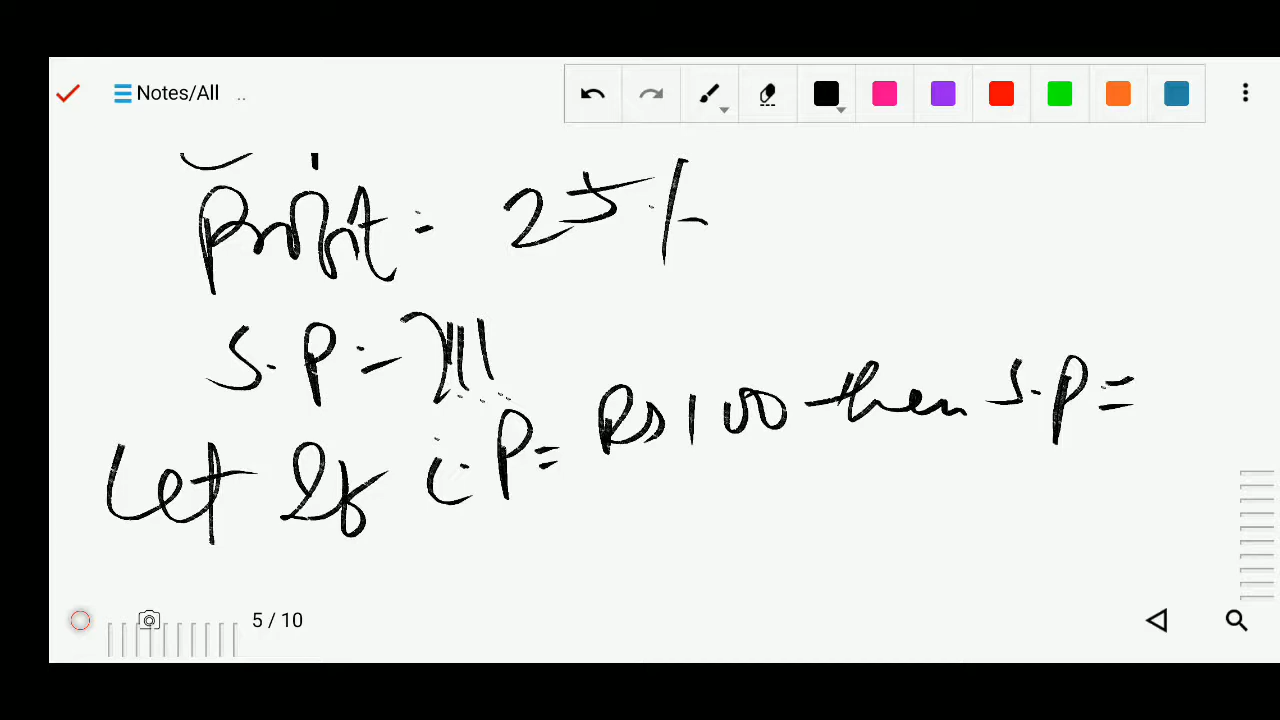 Notes/All ..
Profit = 25%
S.P =
Let If C.P = Rs 100 then S.P =
5 / 10